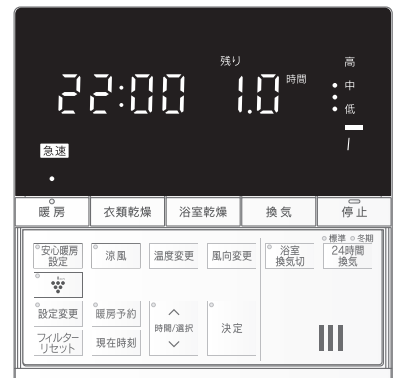 残り
高
22:00
1.0
時間
中
低
急速
暖房
衣類乾燥
浴室乾燥
換気
停止
標準
冬期
安心暖房
設定
涼風
温度変更
風向変更
浴室
換気切
24時間
換気
設定変更
暖房予約
時間/選択
決定
フィルター
リセット
現在時刻